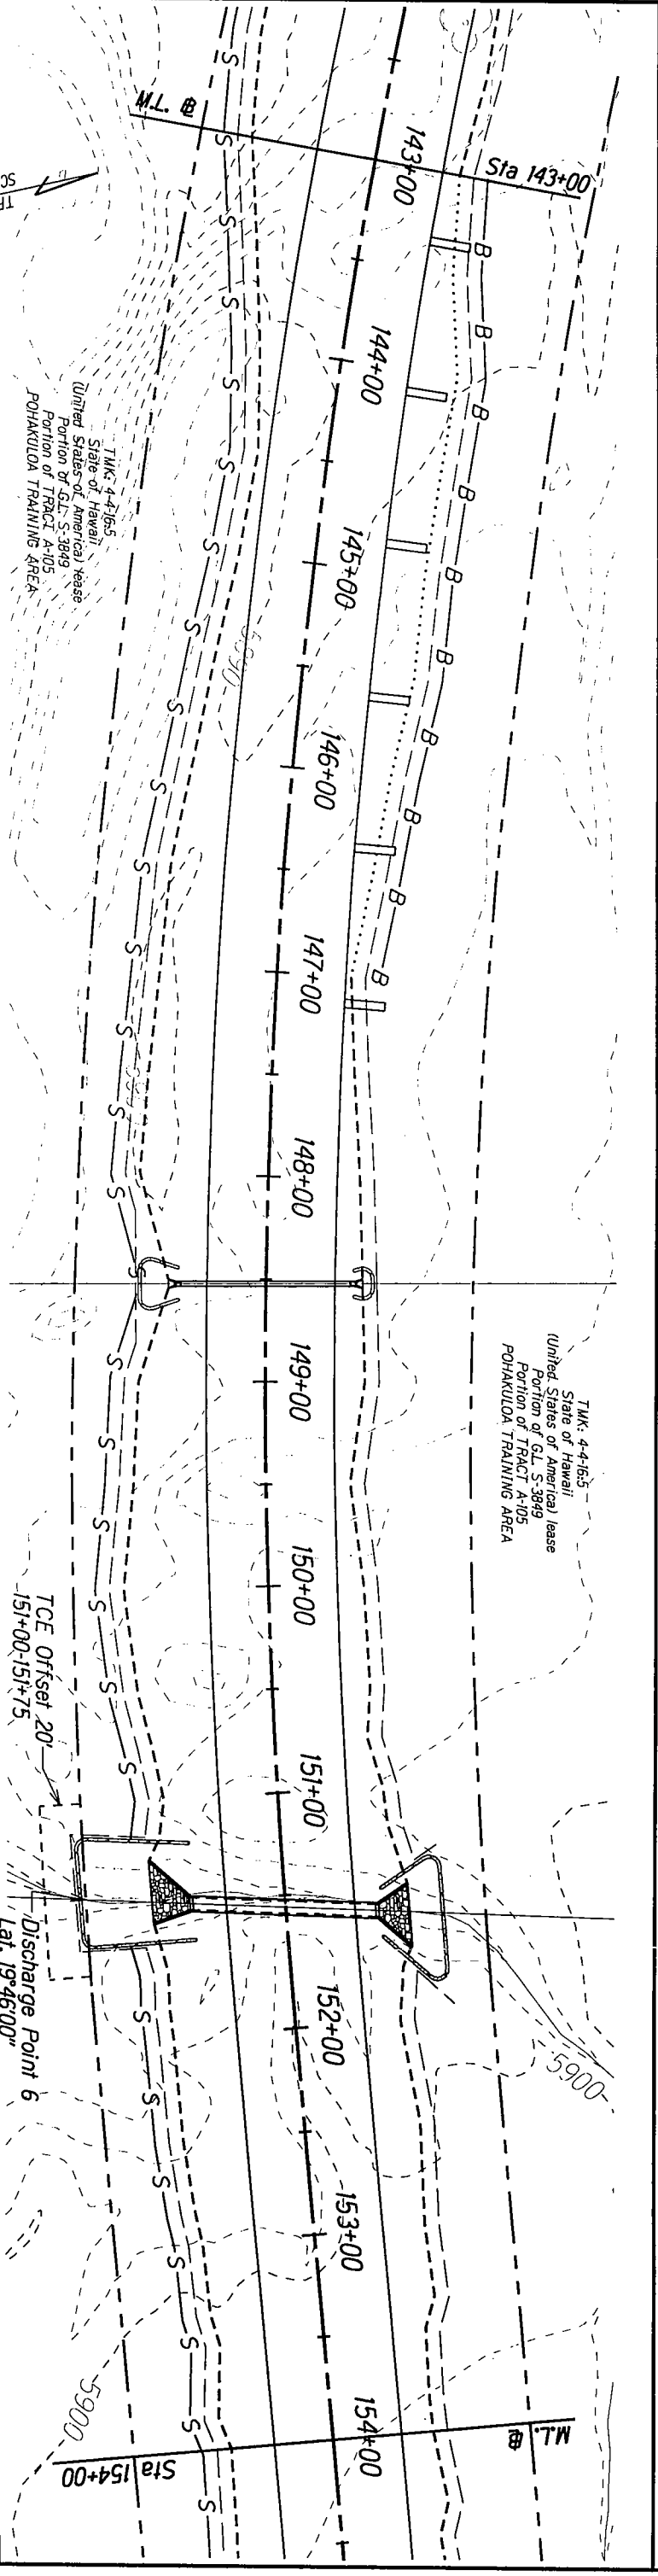 M.L.
Sta 143+00
143+00
B
S
144+00
TMK: 4-4-16:5
State of Hawaii
(United States of America) lease
Portion of G.L. S-3849
Portion of TRACT A-105
POHAKULOA TRAINING AREA
145+00
146+00
147+00
148+00
149+00
TMK: 4-4-16:5
State of Hawaii
(United States of America) lease
Portion of G.L. S-3849
Portion of TRACT A-105
POHAKULOA TRAINING AREA
150+00
TCE Offset 20'
151+00-151+75
151+00
Discharge Point 6
Lat. 19°46'00"
152+00
5900
153+00
5900
154+00
M.L.
Sta 154+00